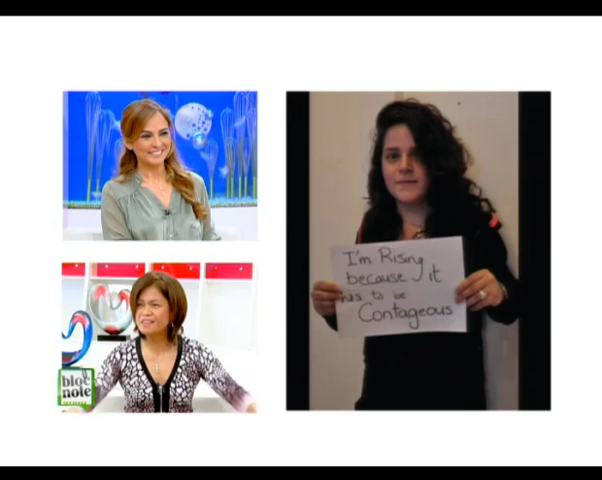 I'm Rising
because it
has to be
Contageous
bloc
note